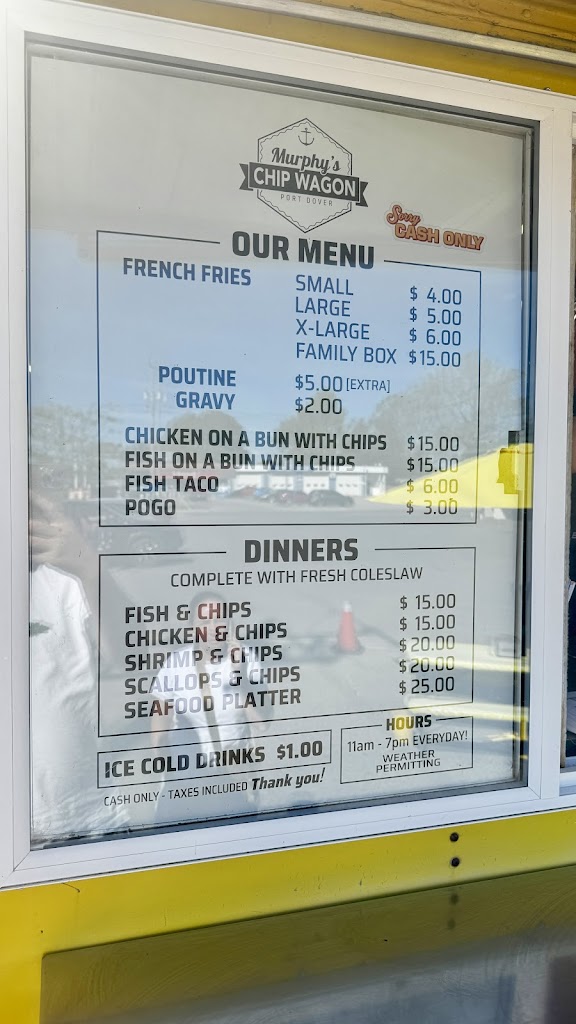 Murphy's
CHIP WAGON
PORT DOVER
Sorry
CASH ONLY
OUR MENU
FRENCH FRIES SMALL $ 4.00
LARGE $ 5.00
X-LARGE $ 6.00
FAMILY BOX $15.00
POUTINE $5.00 [EXTRA]
GRAVY $2.00
CHICKEN ON A BUN WITH CHIPS $15.00
FISH ON A BUN WITH CHIPS $15.00
FISH TACO $ 6.00
POGO $ 3.00
DINNERS
COMPLETE WITH FRESH COLESLAW
FISH & CHIPS $ 15.00
CHICKEN & CHIPS $ 15.00
SHRIMP & CHIPS $20.00
SCALLOPS & CHIPS $20.00
SEAFOOD PLATTER $25.00
ICE COLD DRINKS $1.00
HOURS
11am - 7pm EVERYDAY!
WEATHER
PERMITTING
CASH ONLY - TAXES INCLUDED Thank you!